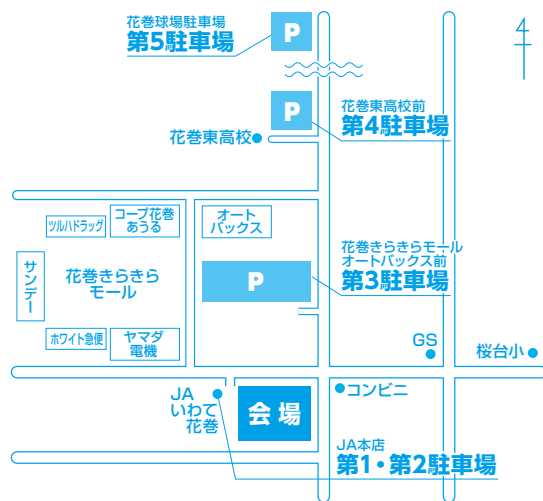 花巻球場駐車場
第5駐車場
P
P
花巻東高校前
第4駐車場
花巻東高校
ツルハドラッグ
コープ花巻
あうる
オート
バックス
サンデー
花巻きらきら
モール
P
花巻きらきらモール
オートバックス前
第3駐車場
ホワイト急便
ヤマダ
電機
GS
桜台小
JA
いわて
花巻
会場
コンビニ
JA本店
第1・第2駐車場